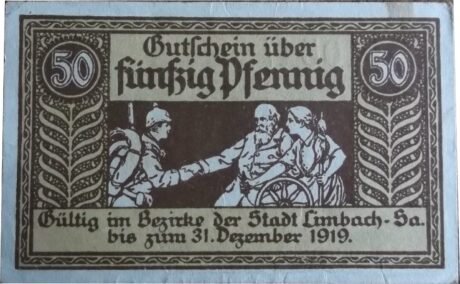 Gutschein über
50 fünfzig Pfennig 50
Gültig im Bezirke der Stadt Limbach-Sa.
bis zum 31. Dezember 1919.